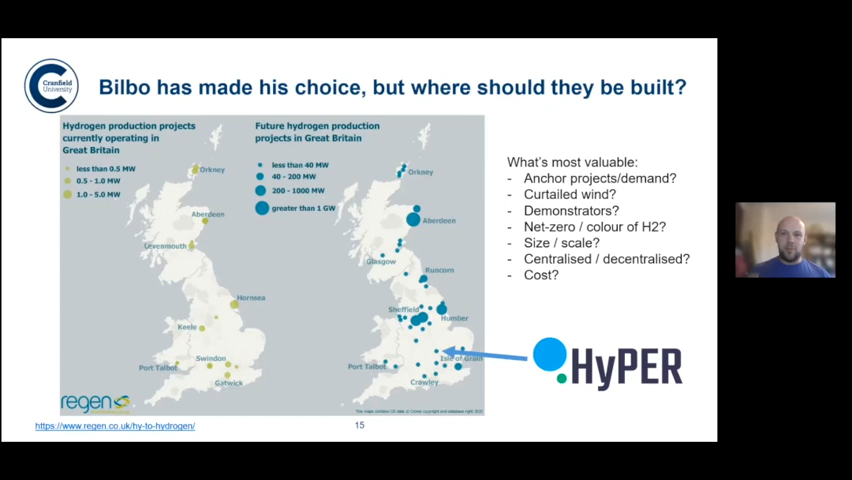 Cranfield
University
Bilbo has made his choice, but where should they be built?
Hydrogen production projects
currently operating in
Great Britain
less than 0.5 MW
0.5 - 1.0 MW
1.0 - 5.0 MW
Orkney
Aberdeen
Levenmouth
Hornsea
Keele
Swindon
Port Talbot
Gatwick
regen
Future hydrogen production
projects in Great Britain
less than 40 MW
40 - 200 MW
200 - 1000 MW
greater than 1 GW
Orkney
Aberdeen
Glasgow
Runcorn
Sheffield
Humber
Isle of Grain
Port Talbot
Crawley
What's most valuable:
- Anchor projects/demand?
- Curtailed wind?
- Demonstrators?
- Net-zero / colour of H2?
- Size / scale?
- Centralised / decentralised?
- Cost?
HyPER
https://www.regen.co.uk/hy-to-hydrogen/
15